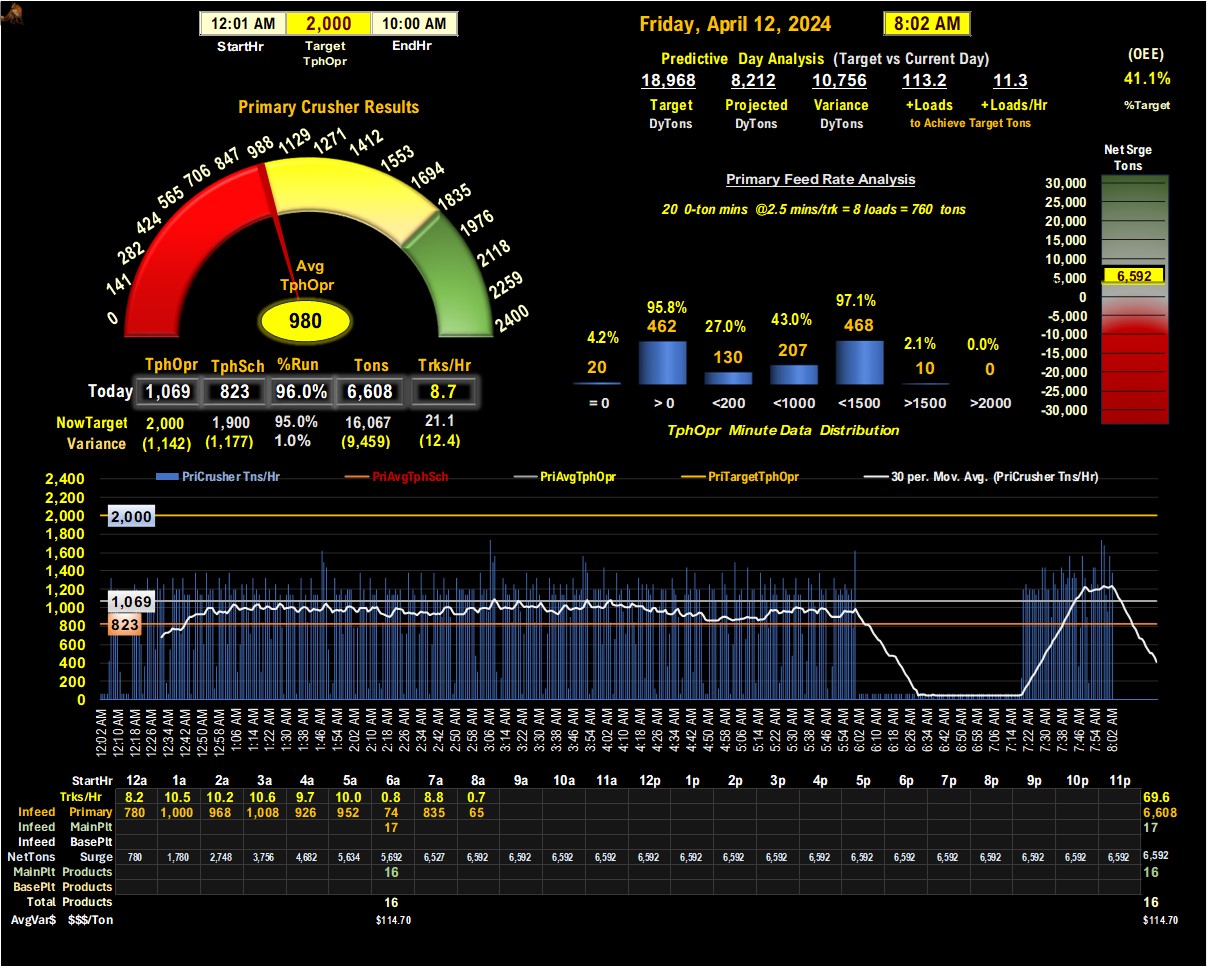 12:01 AM 2,000 10:00 AM
StartHr Target EndHr
TphOpr
Friday, April 12, 2024 8:02 AM
Predictive Day Analysis (Target vs Current Day)
18,968 8,212 10,756 113.2 11.3
Target Projected Variance +Loads +Loads/Hr
DyTons DyTons DyTons to Achieve Target Tons
(OEE)
41.1%
%Target
Primary Crusher Results
0 141 282 424 565 706 847 988 1129 1271 1412 1553 1694 1835 1976 2118 2259 2400
Avg
TphOpr
980
TphOpr TphSch %Run Tons Trks/Hr
Today 1,069 823 96.0% 6,608 8.7
NowTarget 2,000 1,900 95.0% 16,067 21.1
Variance (1,142) (1,177) 1.0% (9,459) (12.4)
Primary Feed Rate Analysis
20 0-ton mins @2.5 mins/trk = 8 loads = 760 tons
4.2% 95.8% 27.0% 43.0% 97.1% 2.1% 0.0%
20 462 130 207 468 10 0
= 0 > 0 <200 <1000 <1500 >1500 >2000
TphOpr Minute Data Distribution
Net Srge
Tons
30,000
25,000
20,000
15,000
10,000
5,000
6,592
0
-5,000
-10,000
-15,000
-20,000
-25,000
-30,000
PriCrusher Tns/Hr PriAvgTphSch PriAvgTphOpr PriTargetTphOpr 30 per. Mov. Avg. (PriCrusher Tns/Hr)
2,400
2,200
2,000 2,000
1,800
1,600
1,400
1,200
1,000 1,069
800 823
600
400
200
0
12:02 AM 12:10 AM 12:18 AM 12:26 AM 12:34 AM 12:42 AM 12:50 AM 12:58 AM 1:06 AM 1:14 AM 1:22 AM 1:30 AM 1:38 AM 1:46 AM 1:54 AM 2:02 AM 2:10 AM 2:18 AM 2:26 AM 2:34 AM 2:42 AM 2:50 AM 2:58 AM 3:06 AM 3:14 AM 3:22 AM 3:30 AM 3:38 AM 3:46 AM 3:54 AM 4:02 AM 4:10 AM 4:18 AM 4:26 AM 4:34 AM 4:42 AM 4:50 AM 4:58 AM 5:06 AM 5:14 AM 5:22 AM 5:30 AM 5:38 AM 5:46 AM 5:54 AM 6:02 AM 6:10 AM 6:18 AM 6:26 AM 6:34 AM 6:42 AM 6:50 AM 6:58 AM 7:06 AM 7:14 AM 7:22 AM 7:30 AM 7:38 AM 7:46 AM 7:54 AM 8:02 AM
StartHr 12a 1a 2a 3a 4a 5a 6a 7a 8a 9a 10a 11a 12p 1p 2p 3p 4p 5p 6p 7p 8p 9p 10p 11p
Trks/Hr 8.2 10.5 10.2 10.6 9.7 10.0 0.8 8.8 0.7 69.6
Infeed Primary 780 1,000 968 1,008 926 952 74 835 65 6,608
Infeed MainPlt 17 17
Infeed BasePlt
NetTons Surge 780 1,780 2,748 3,756 4,682 5,634 5,692 6,527 6,592 6,592 6,592 6,592 6,592 6,592 6,592 6,592 6,592 6,592 6,592 6,592 6,592 6,592 6,592 6,592 6,592
MainPlt Products 16 16
BasePlt Products
Total Products 16 16
AvgVar$ $$$/Ton $114.70 $114.70